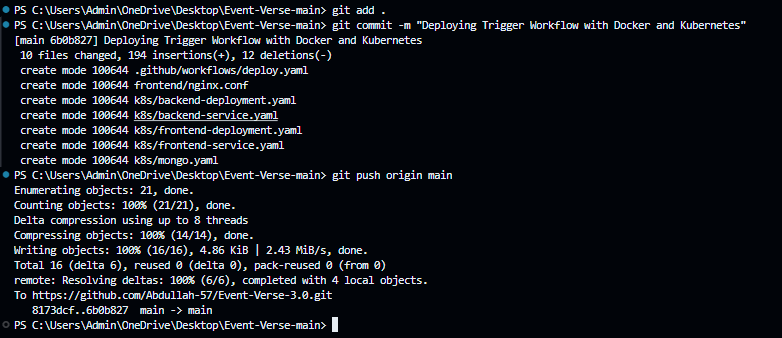 PS C:\Users\Admin\OneDrive\Desktop\Event-Verse-main> git add .
PS C:\Users\Admin\OneDrive\Desktop\Event-Verse-main> git commit -m "Deploying Trigger Workflow with Docker and Kubernetes"
[main 6b0b827] Deploying Trigger Workflow with Docker and Kubernetes
10 files changed, 194 insertions(+), 12 deletions(-)
create mode 100644 .github/workflows/deploy.yaml
create mode 100644 frontend/nginx.conf
create mode 100644 k8s/backend-deployment.yaml
create mode 100644 k8s/backend-service.yaml
create mode 100644 k8s/frontend-deployment.yaml
create mode 100644 k8s/frontend-service.yaml
create mode 100644 k8s/mongo.yaml
PS C:\Users\Admin\OneDrive\Desktop\Event-Verse-main> git push origin main
Enumerating objects: 21, done.
Counting objects: 100% (21/21), done.
Delta compression using up to 8 threads
Compressing objects: 100% (14/14), done.
Writing objects: 100% (16/16), 4.86 KiB | 2.43 MiB/s, done.
Total 16 (delta 6), reused 0 (delta 0), pack-reused 0 (from 0)
remote: Resolving deltas: 100% (6/6), completed with 4 local objects.
To https://github.com/Abdullah-57/Event-Verse-3.0.git
8173dcf..6b0b827  main -> main
PS C:\Users\Admin\OneDrive\Desktop\Event-Verse-main>